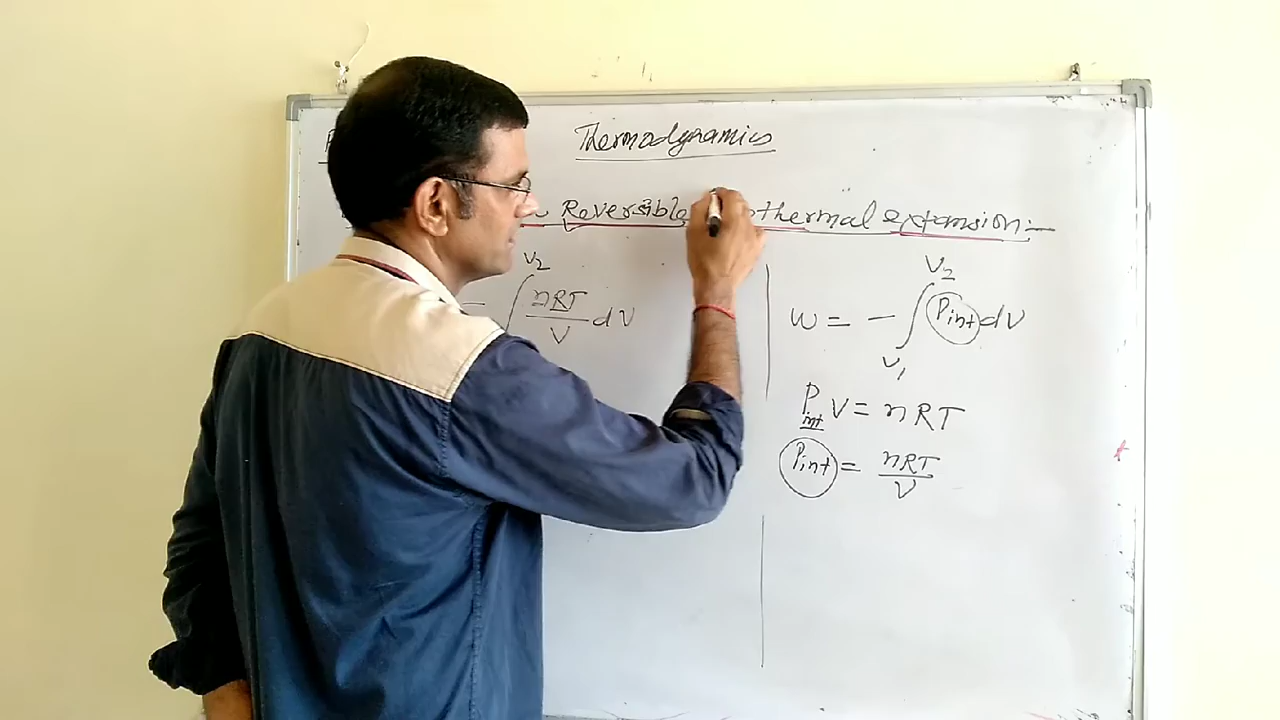 Thermodynamics
Reversible thermal expansion:-
= ∫ V2 nRT/V dV
W = - ∫ V2 V1 Pint dV
Pint V = nRT
Pint = nRT/V